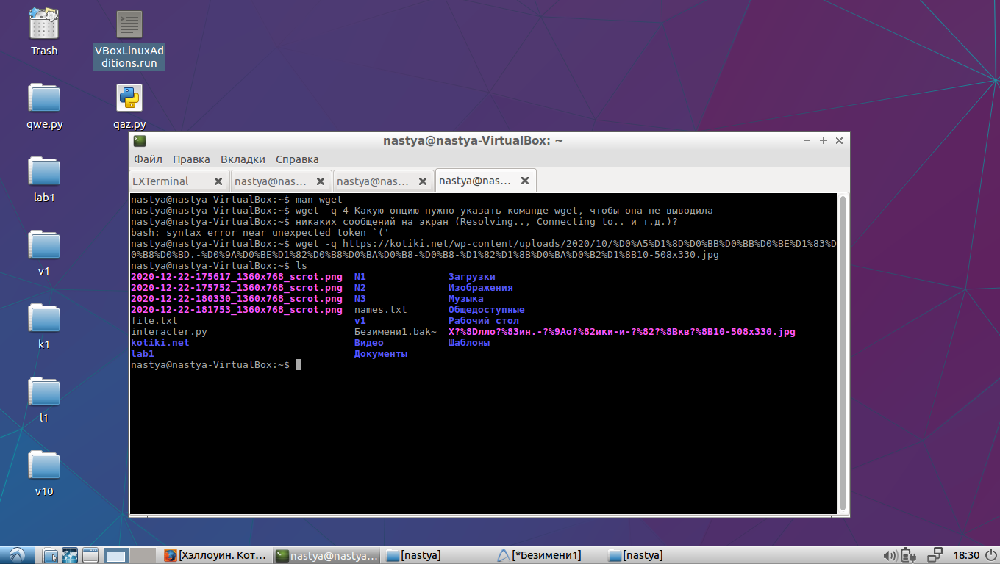 Trash
VBoxLinuxAd
ditions.run
qwe.py
qaz.py
lab1
v1
k1
l1
v10
nastya@nastya-VirtualBox: ~
Файл Правка Вкладки Справка
LXTerminal nastya@nas... nastya@nas... nastya@nas...
nastya@nastya-VirtualBox:~$ man wget
nastya@nastya-VirtualBox:~$ wget -q 4 Какую опцию нужно указать команде wget, чтобы она не выводила
nastya@nastya-VirtualBox:~$ никаких сообщений на экран (Resolving.., Connecting to.. и т.д.)?
bash: syntax error near unexpected token `('
nastya@nastya-VirtualBox:~$ wget -q https://kotiki.net/wp-content/uploads/2020/10/%D0%A5%D1%8D%D0%BB%D0%BB%D0%BE%D1%83%D
0%B8%D0%BD.-%D0%9A%D0%BE%D1%82%D0%B8%D0%BA%D0%B8-%D0%B8-%D1%82%D1%8B%D0%BA%D0%B2%D1%8B10-508x330.jpg
nastya@nastya-VirtualBox:~$ ls
2020-12-22-175617_1360x768_scrot.png N1 Загрузки
2020-12-22-175752_1360x768_scrot.png N2 Изображения
2020-12-22-180330_1360x768_scrot.png N3 Музыка
2020-12-22-181753_1360x768_scrot.png names.txt Общедоступные
file.txt v1 Рабочий стол
interacter.py Безимени1.bak~ Х?%8Dлло?%83ин.-?%9Ао?%82ики-и-?%82?%8Bкв?%8B10-508x330.jpg
kotiki.net Видео Шаблоны
lab1 Документы
nastya@nastya-VirtualBox:~$
[Хэллоуин. Кот... nastya@nastya... [nastya] [*Безимени1] [nastya] 18:30